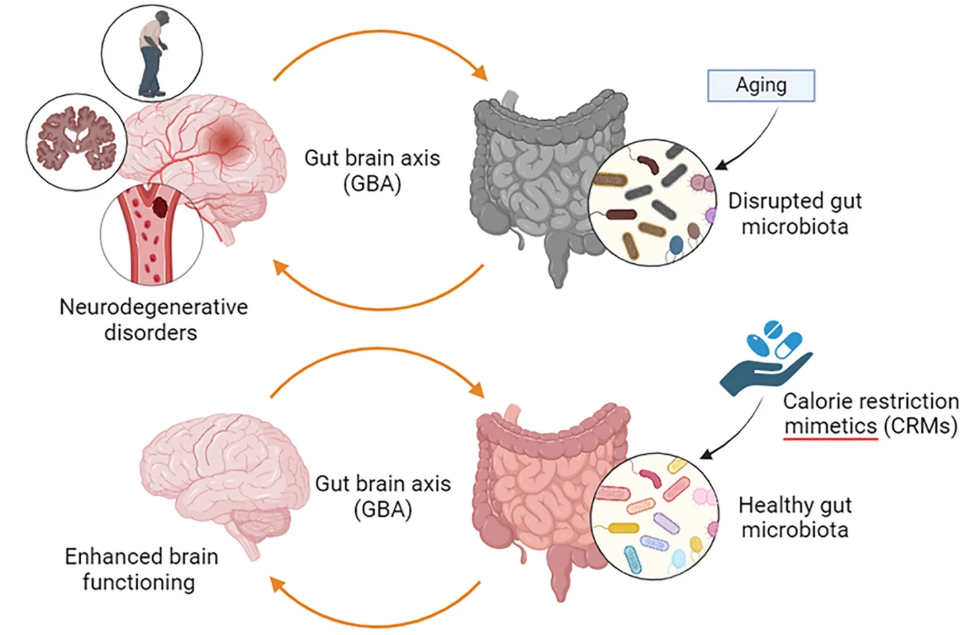 Gut brain axis
(GBA)
Aging
Disrupted gut
microbiota
Neurodegenerative
disorders
Calorie restriction
mimetics (CRMs)
Gut brain axis
(GBA)
Healthy gut
microbiota
Enhanced brain
functioning